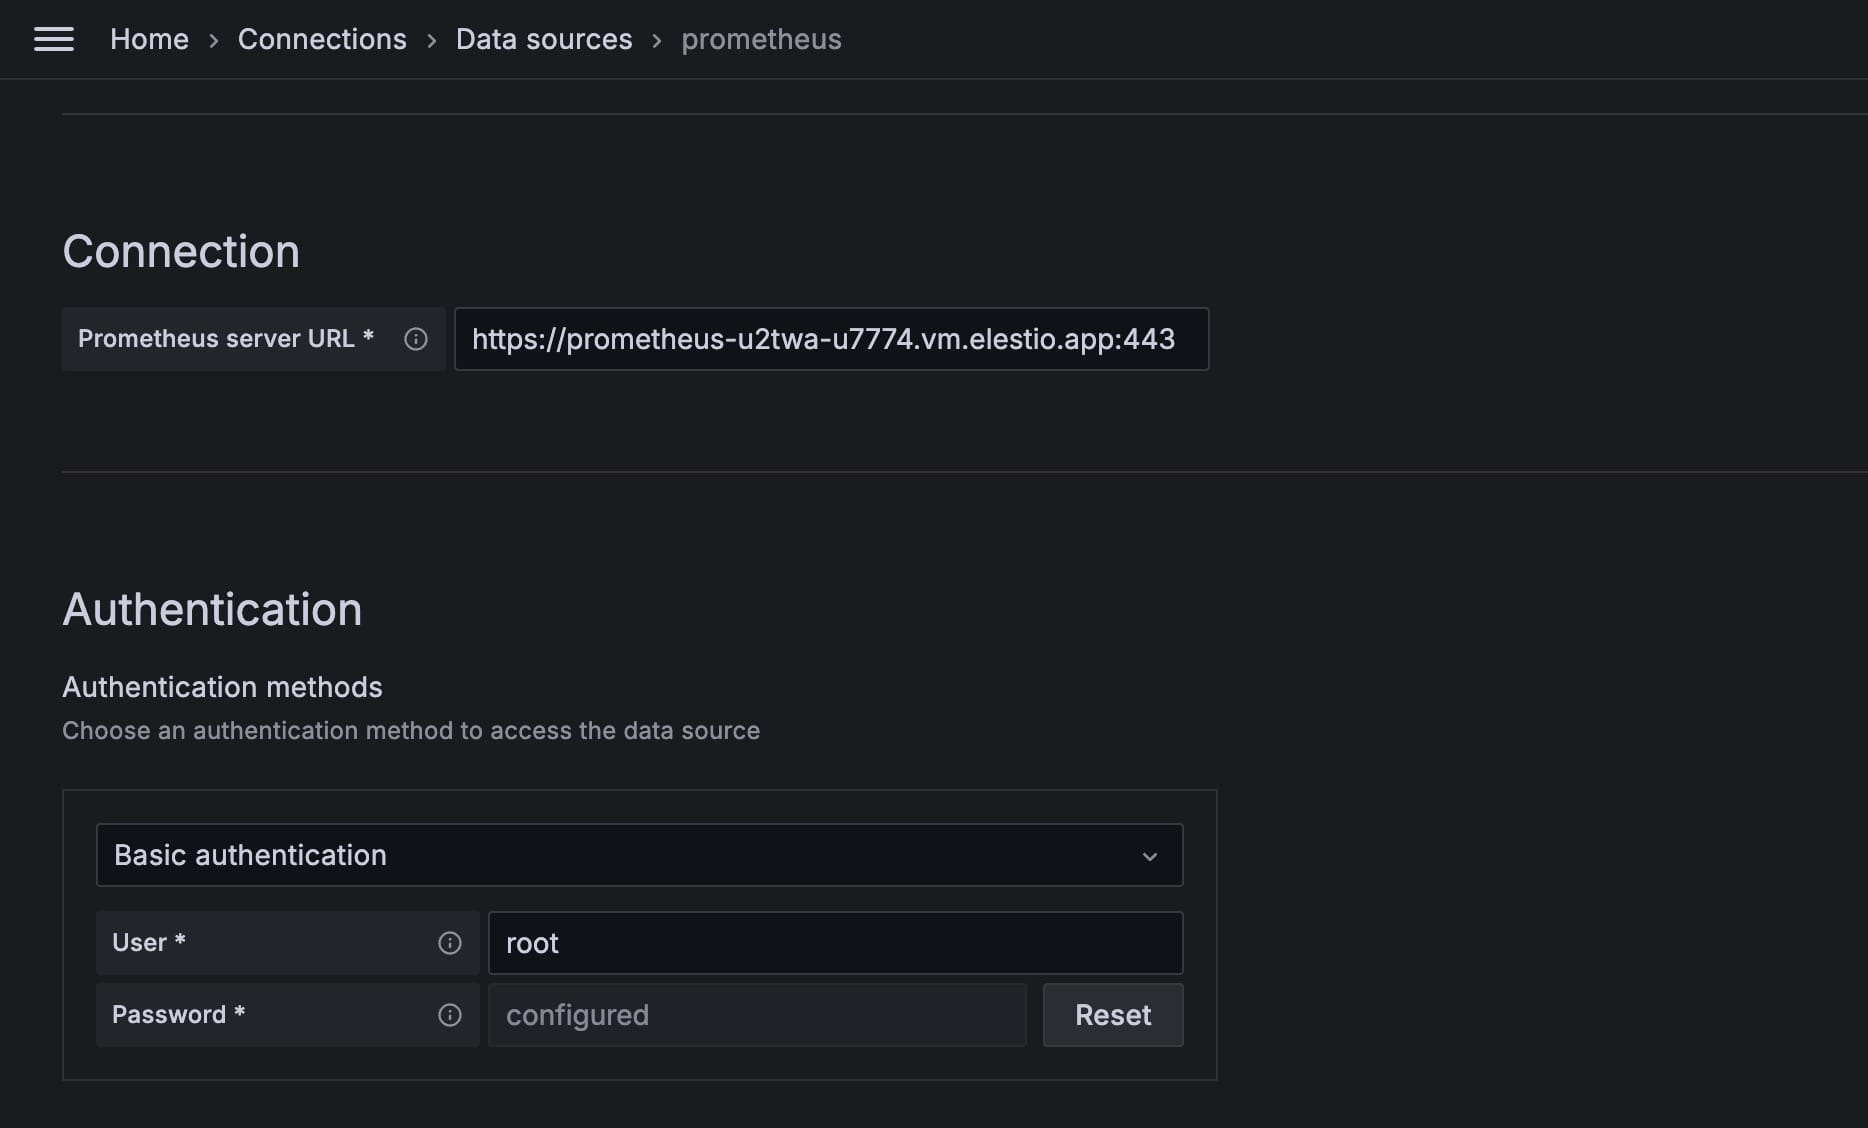 Home › Connections › Data sources › prometheus
Connection
Prometheus server URL * https://prometheus-u2twa-u7774.vm.elestio.app:443
Authentication
Authentication methods
Choose an authentication method to access the data source
Basic authentication
User * root
Password * configured Reset